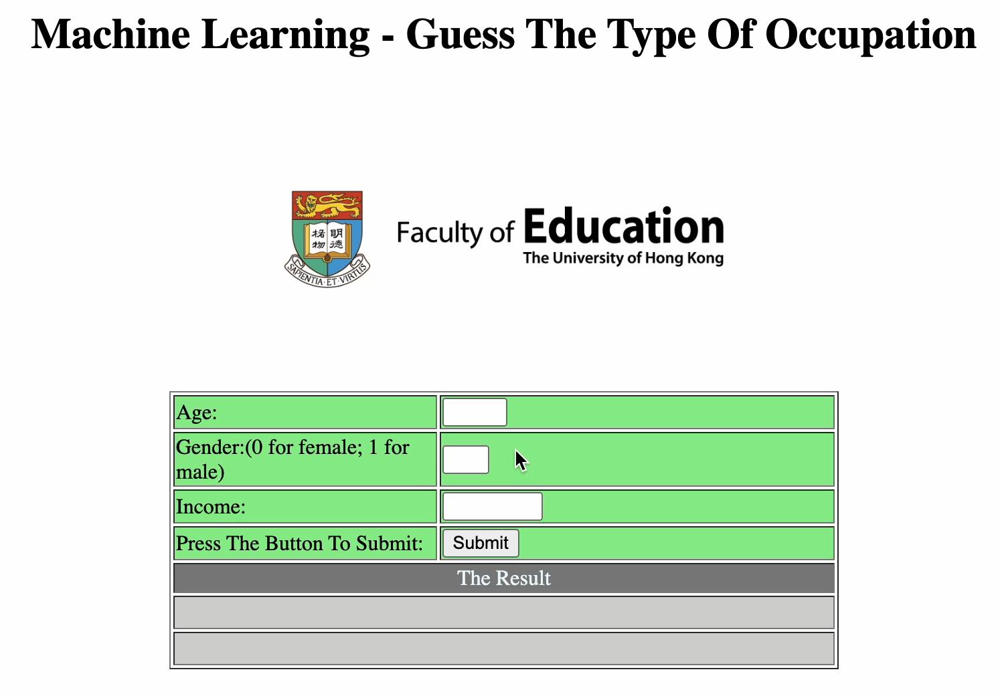 Machine Learning - Guess The Type Of Occupation
明德
格物
SAPIENTIA·ET·VIRTUS
Faculty of Education
The University of Hong Kong
Age:
Gender:(0 for female; 1 for
male)
Income:
Press The Button To Submit:
Submit
The Result